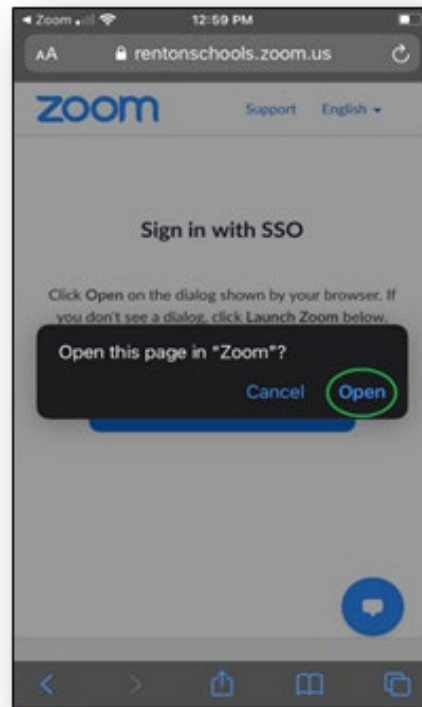 Zoom
12:59 PM
AA rentonschools.zoom.us
zoom Support English
Sign in with SSO
Click Open on the dialog shown by your browser. If
you don't see a dialog, click Launch Zoom below.
Open this page in "Zoom"?
Cancel Open